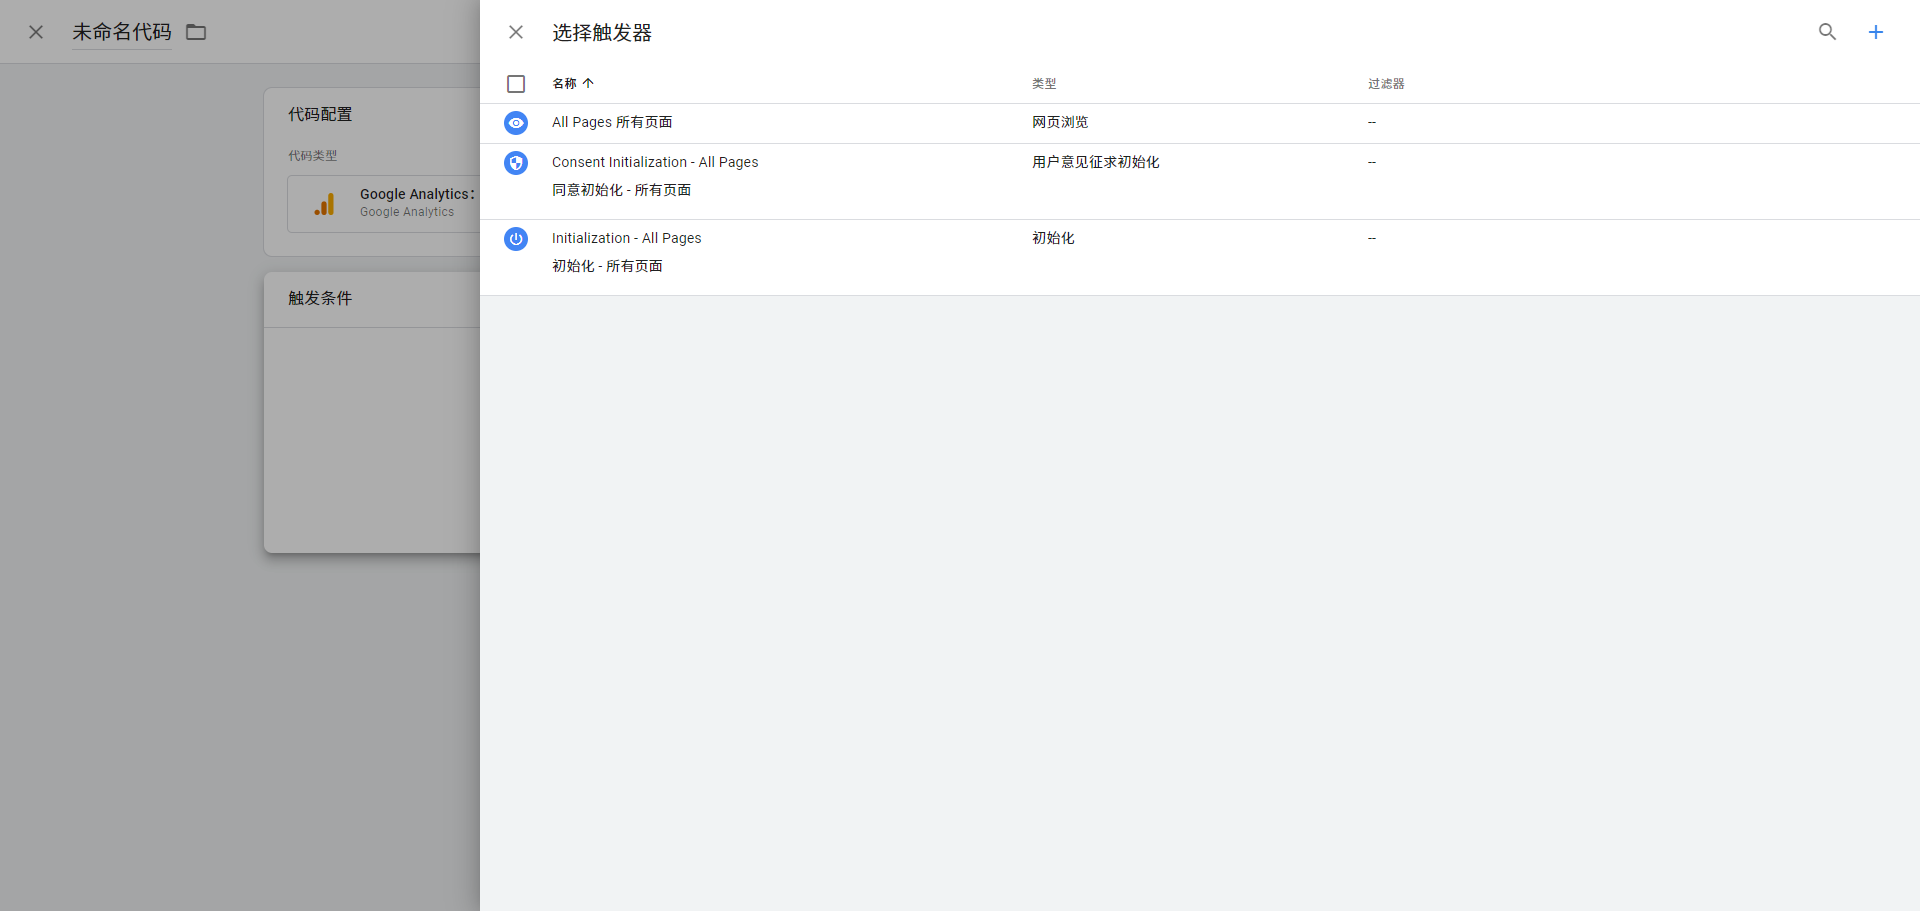 未命名代码
代码配置
代码类型
Google Analytics：
Google Analytics
触发条件
选择触发器
名称 类型 过滤器
All Pages 所有页面 网页浏览 --
Consent Initialization - All Pages 用户意见征求初始化 --
同意初始化 - 所有页面
Initialization - All Pages 初始化 --
初始化 - 所有页面